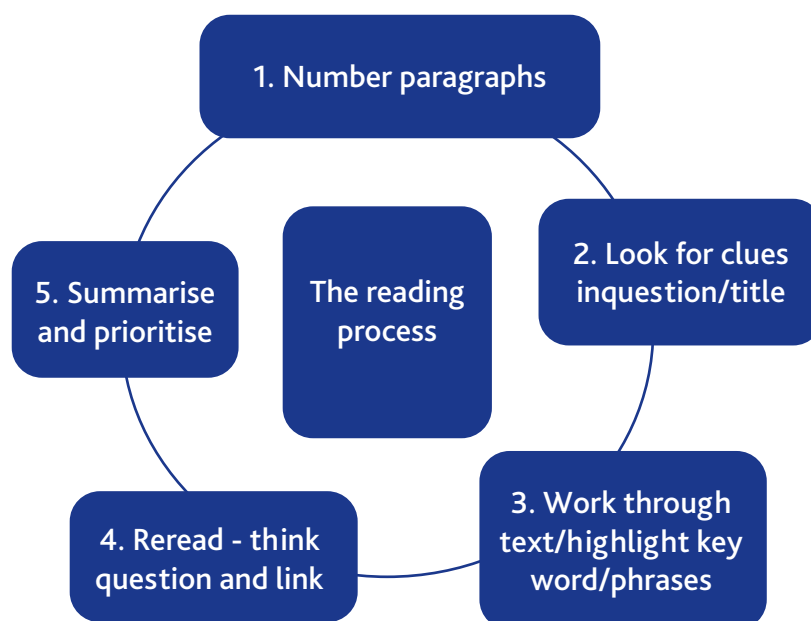 1. Number paragraphs
2. Look for clues
inquestion/title
The reading
process
5. Summarise
and prioritise
3. Work through
text/highlight key
word/phrases
4. Reread - think
question and link